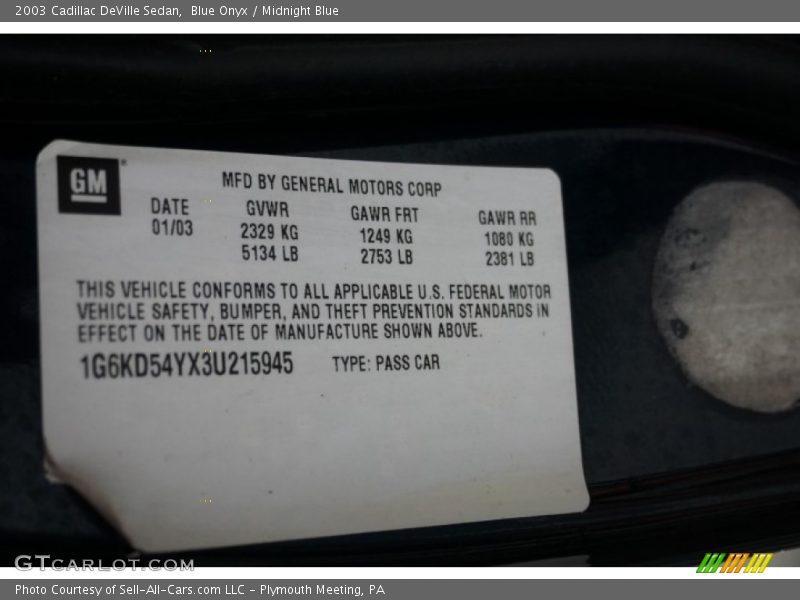 2003 Cadillac DeVille Sedan,  Blue Onyx / Midnight Blue
GM
MFD BY GENERAL MOTORS CORP
DATE GVWR GAWR FRT GAWR RR
01/03 2329 KG 1249 KG 1080 KG
5134 LB 2753 LB 2381 LB
THIS VEHICLE CONFORMS TO ALL APPLICABLE U.S. FEDERAL MOTOR
VEHICLE SAFETY, BUMPER, AND THEFT PREVENTION STANDARDS IN
EFFECT ON THE DATE OF MANUFACTURE SHOWN ABOVE.
1G6KD54YX3U215945 TYPE: PASS CAR
GTCARLOT.COM
Photo Courtesy of Sell-All-Cars.com LLC - Plymouth Meeting, PA